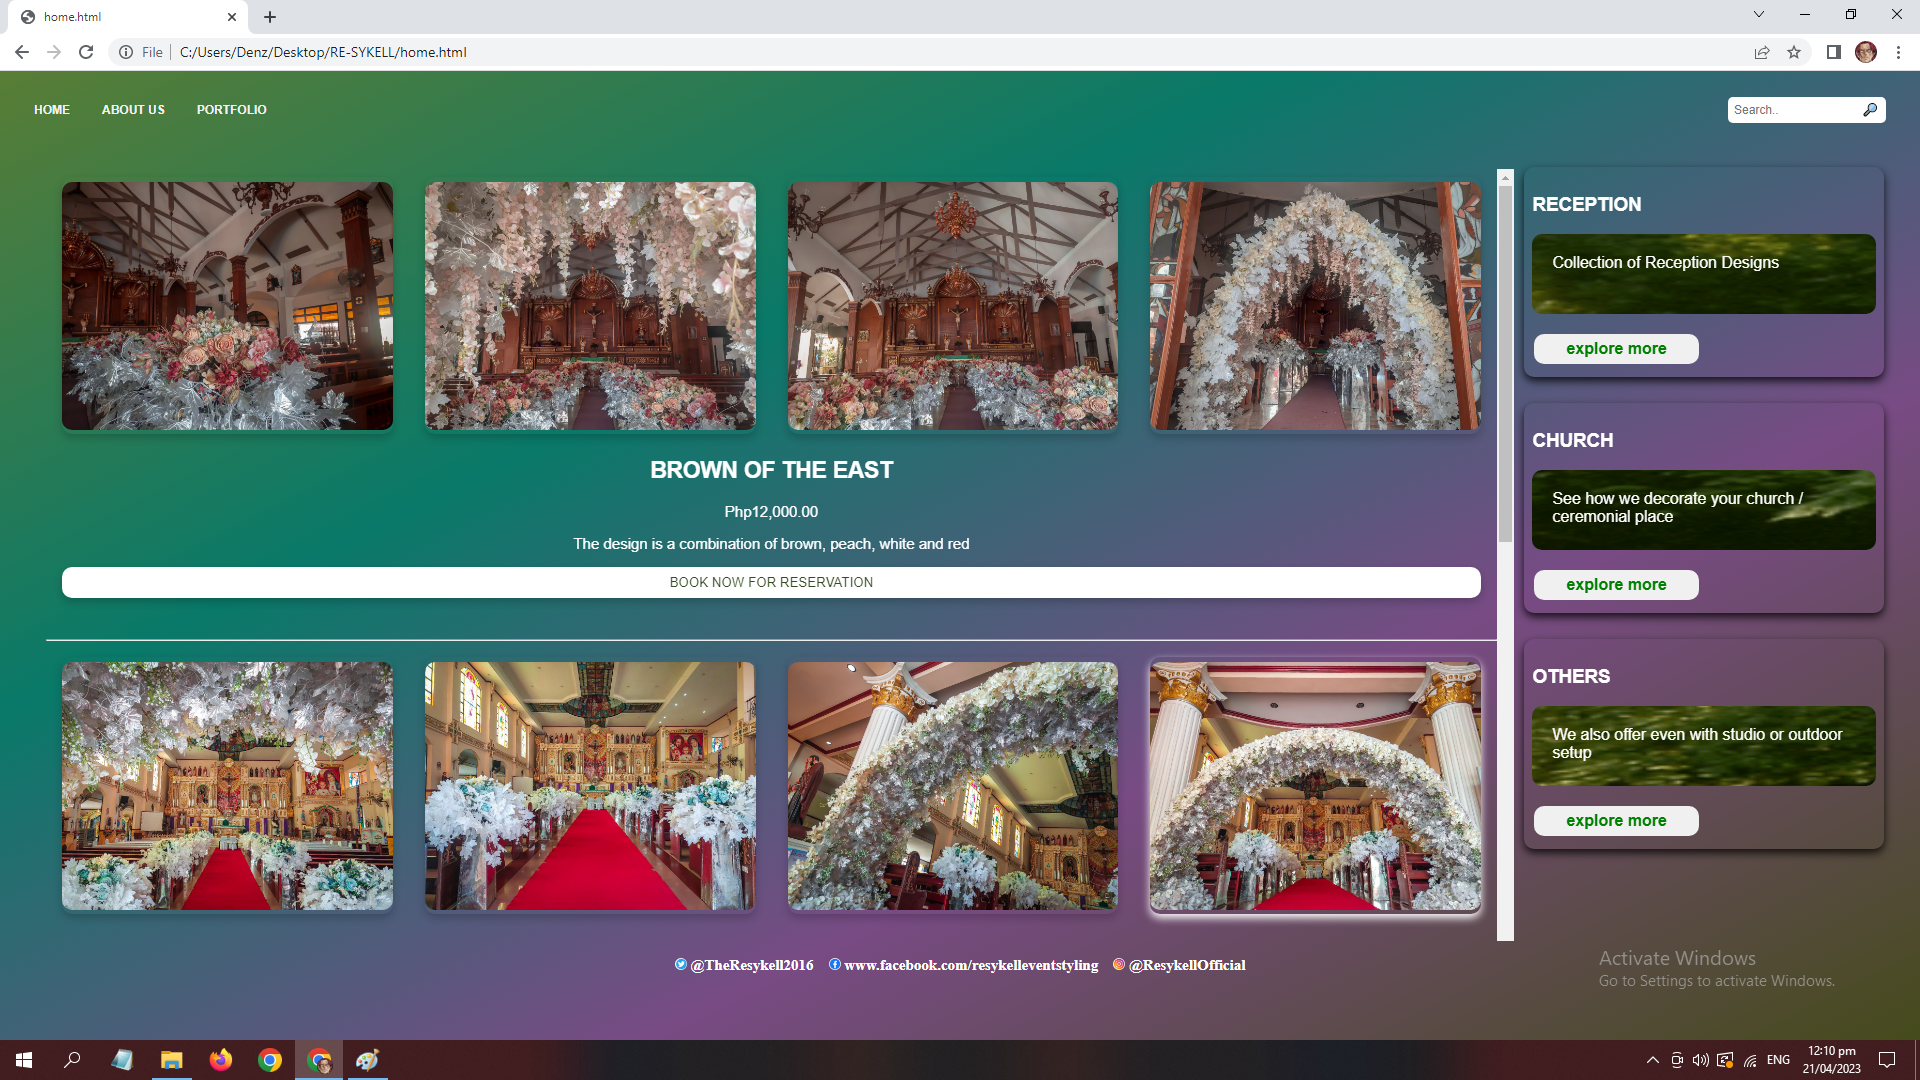 home.html
File
C:/Users/Denz/Desktop/RE-SYKELL/home.html
HOME
ABOUT US
PORTFOLIO
Search..
BROWN OF THE EAST
Php12,000.00
The design is a combination of brown, peach, white and red
BOOK NOW FOR RESERVATION
RECEPTION
Collection of Reception Designs
explore more
CHURCH
See how we decorate your church /
ceremonial place
explore more
OTHERS
We also offer even with studio or outdoor
setup
explore more
@TheResykell2016
www.facebook.com/resykelleventstyling
@ResykellOfficial
Activate Windows
Go to Settings to activate Windows.
ENG
12:10 pm
21/04/2023